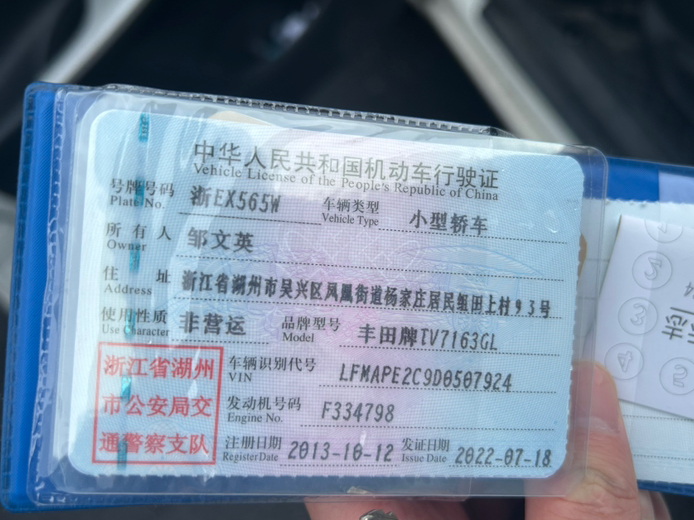 中华人民共和国机动车行驶证
Vehicle License of the People's Republic of China
号牌号码 浙EX565W 车辆类型 小型轿车
Plate No. Vehicle Type
所有人 邹文英
Owner
住址 浙江省湖州市吴兴区凤凰街道杨家庄居民组田上村93号
Address
使用性质 非营运 品牌型号 丰田牌TV7163GL
Use Character Model
浙江省湖州
市公安局交
通警察支队
车辆识别代号 LFMAPE2C9D0507924
VIN
发动机号码 F334798
Engine No.
注册日期 2013-10-12 发证日期 2022-07-18
Register Date Issue Date